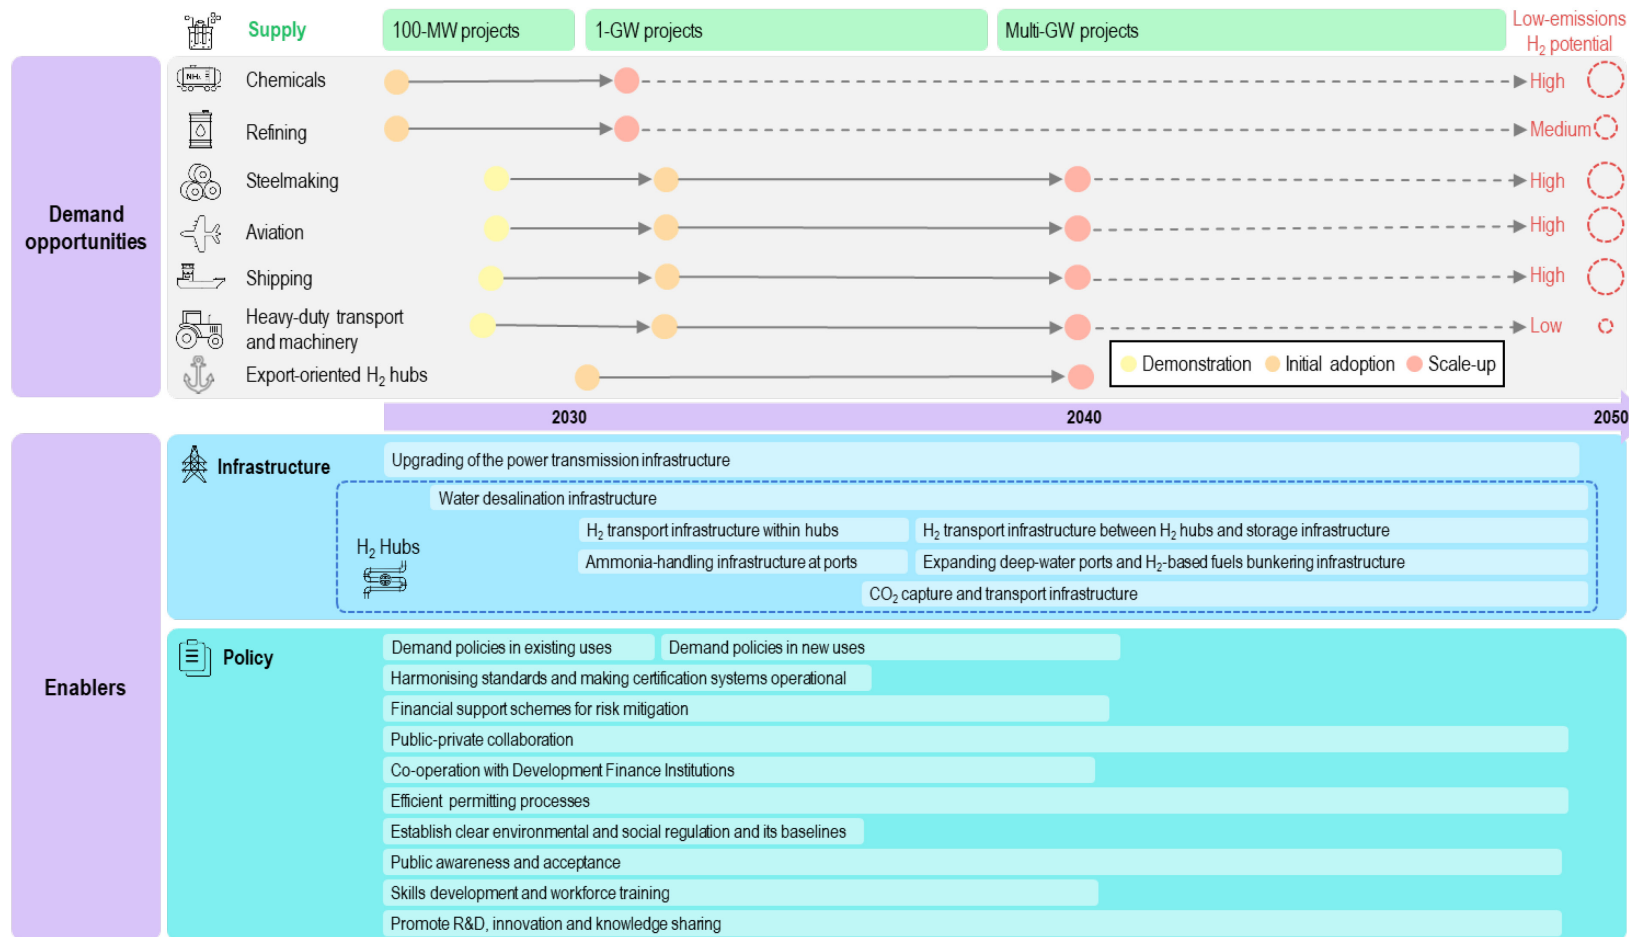 Supply
100-MW projects
1-GW projects
Multi-GW projects
Low-emissions
H₂ potential
Demand
opportunities
NH₃
Chemicals
High
Refining
Medium
Steelmaking
High
Aviation
High
Shipping
High
Heavy-duty transport
and machinery
Low
Demonstration
Initial adoption
Scale-up
Export-oriented H₂ hubs
2030
2040
2050
Enablers
Infrastructure
Upgrading of the power transmission infrastructure
Water desalination infrastructure
H₂ Hubs
H₂ transport infrastructure within hubs
H₂ transport infrastructure between H₂ hubs and storage infrastructure
Ammonia-handling infrastructure at ports
Expanding deep-water ports and H₂-based fuels bunkering infrastructure
CO₂ capture and transport infrastructure
Policy
Demand policies in existing uses
Demand policies in new uses
Harmonising standards and making certification systems operational
Financial support schemes for risk mitigation
Public-private collaboration
Co-operation with Development Finance Institutions
Efficient permitting processes
Establish clear environmental and social regulation and its baselines
Public awareness and acceptance
Skills development and workforce training
Promote R&D, innovation and knowledge sharing